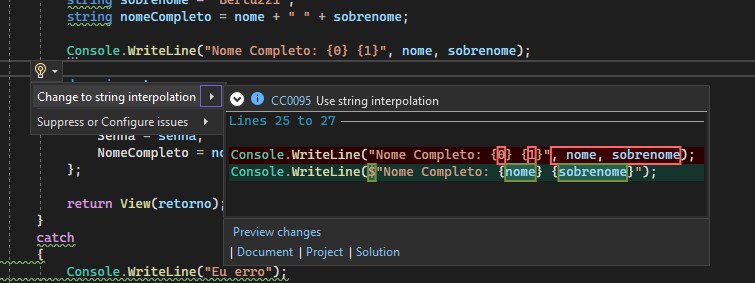 string sobrenome = "Bertuzzi";
string nomeCompleto = nome + " " + sobrenome;
Console.WriteLine("Nome Completo: {0} {1}", nome, sobrenome);
Change to string interpolation
Suppress or Configure issues
Senha = senha,
NomeCompleto = no
};
return View(retorno);
}
catch
{
Console.WriteLine("Eu erro");
CC0095 Use string interpolation
Lines 25 to 27
Console.WriteLine("Nome Completo: {0} {1}", nome, sobrenome);
Console.WriteLine($"Nome Completo: {nome} {sobrenome}");
Preview changes
| Document | Project | Solution